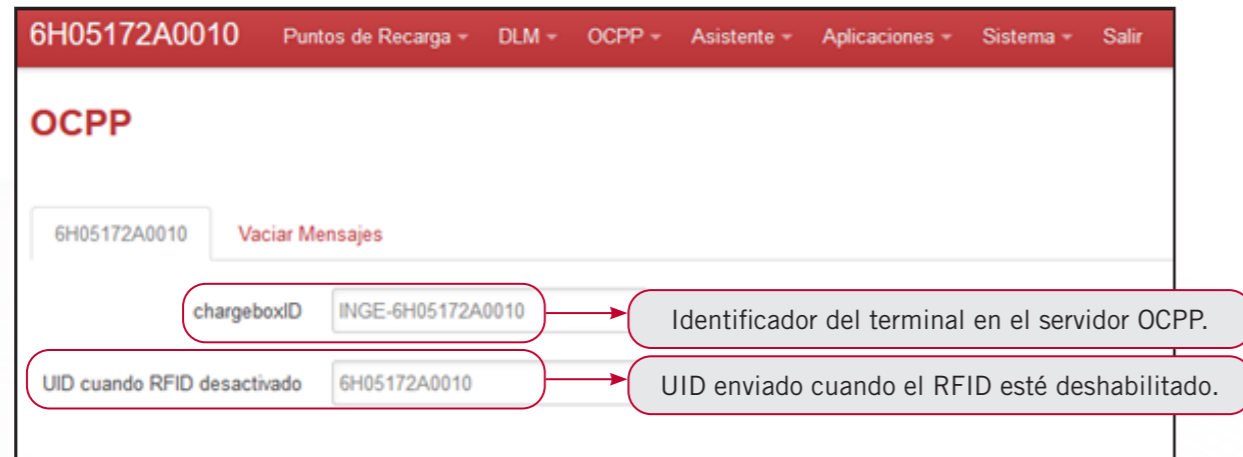 6H05172A0010 Puntos de Recarga DLM OCPP Asistente Aplicaciones Sistema Salir
OCPP
6H05172A0010 Vaciar Mensajes
chargeboxID INGE-6H05172A0010 Identificador del terminal en el servidor OCPP.
UID cuando RFID desactivado 6H05172A0010 UID enviado cuando el RFID esté deshabilitado.